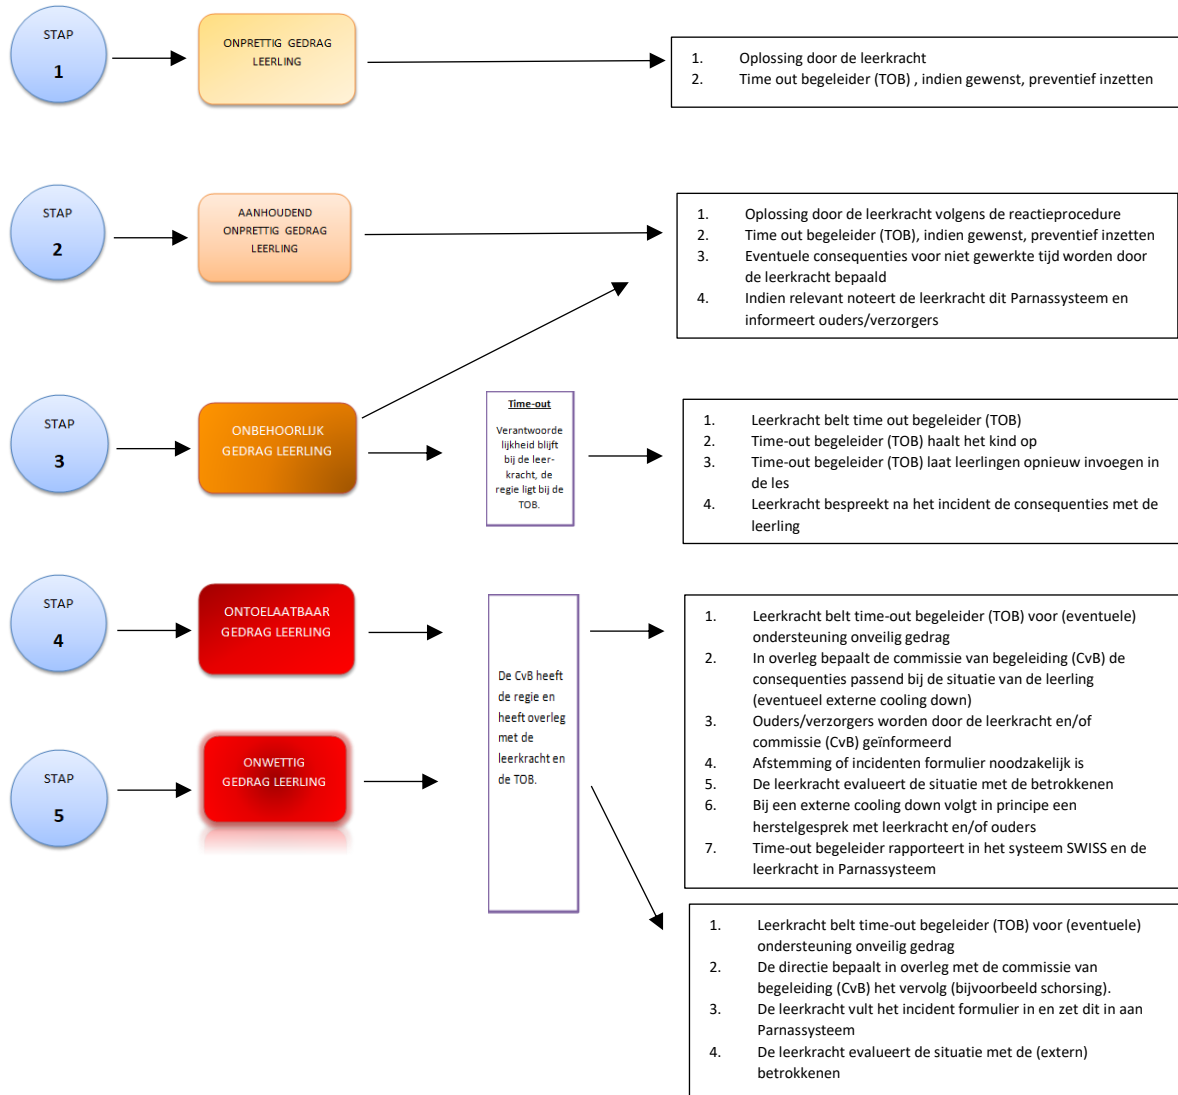 STAP
1
ONPRETTIG GEDRAG
LEERLING
1. Oplossing door de leerkracht
2. Time out begeleider (TOB) , indien gewenst, preventief inzetten
STAP
2
AANHOUDEND
ONPRETTIG GEDRAG
LEERLING
1. Oplossing door de leerkracht volgens de reactieprocedure
2. Time out begeleider (TOB), indien gewenst, preventief inzetten
3. Eventuele consequenties voor niet gewerkte tijd worden door
de leerkracht bepaald
4. Indien relevant noteert de leerkracht dit Parnassysteem en
informeert ouders/verzorgers
STAP
3
ONBEHOORLIJK
GEDRAG LEERLING
Time-out
Verantwoorde
lijkheid blijft
bij de leer-
kracht, de
regie ligt bij de
TOB.
1. Leerkracht belt time out begeleider (TOB)
2. Time-out begeleider (TOB) haalt het kind op
3. Time-out begeleider (TOB) laat leerlingen opnieuw invoegen in
de les
4. Leerkracht bespreekt na het incident de consequenties met de
leerling
STAP
4
ONTOELAATBAAR
GEDRAG LEERLING
STAP
5
ONWETTIG
GEDRAG LEERLING
De CvB heeft
de regie en
heeft overleg
met de
leerkracht en
de TOB.
1. Leerkracht belt time-out begeleider (TOB) voor (eventuele)
ondersteuning onveilig gedrag
2. In overleg bepaalt de commissie van begeleiding (CvB) de
consequenties passend bij de situatie van de leerling
(eventueel externe cooling down)
3. Ouders/verzorgers worden door de leerkracht en/of
commissie (CvB) geïnformeerd
4. Afstemming of incidenten formulier noodzakelijk is
5. De leerkracht evalueert de situatie met de betrokkenen
6. Bij een externe cooling down volgt in principe een
herstelgesprek met leerkracht en/of ouders
7. Time-out begeleider rapporteert in het systeem SWISS en de
leerkracht in Parnassysteem
1. Leerkracht belt time-out begeleider (TOB) voor (eventuele)
ondersteuning onveilig gedrag
2. De directie bepaalt in overleg met de commissie van
begeleiding (CvB) het vervolg (bijvoorbeeld schorsing).
3. De leerkracht vult het incident formulier in en zet dit in aan
Parnassysteem
4. De leerkracht evalueert de situatie met de (extern)
betrokkenen